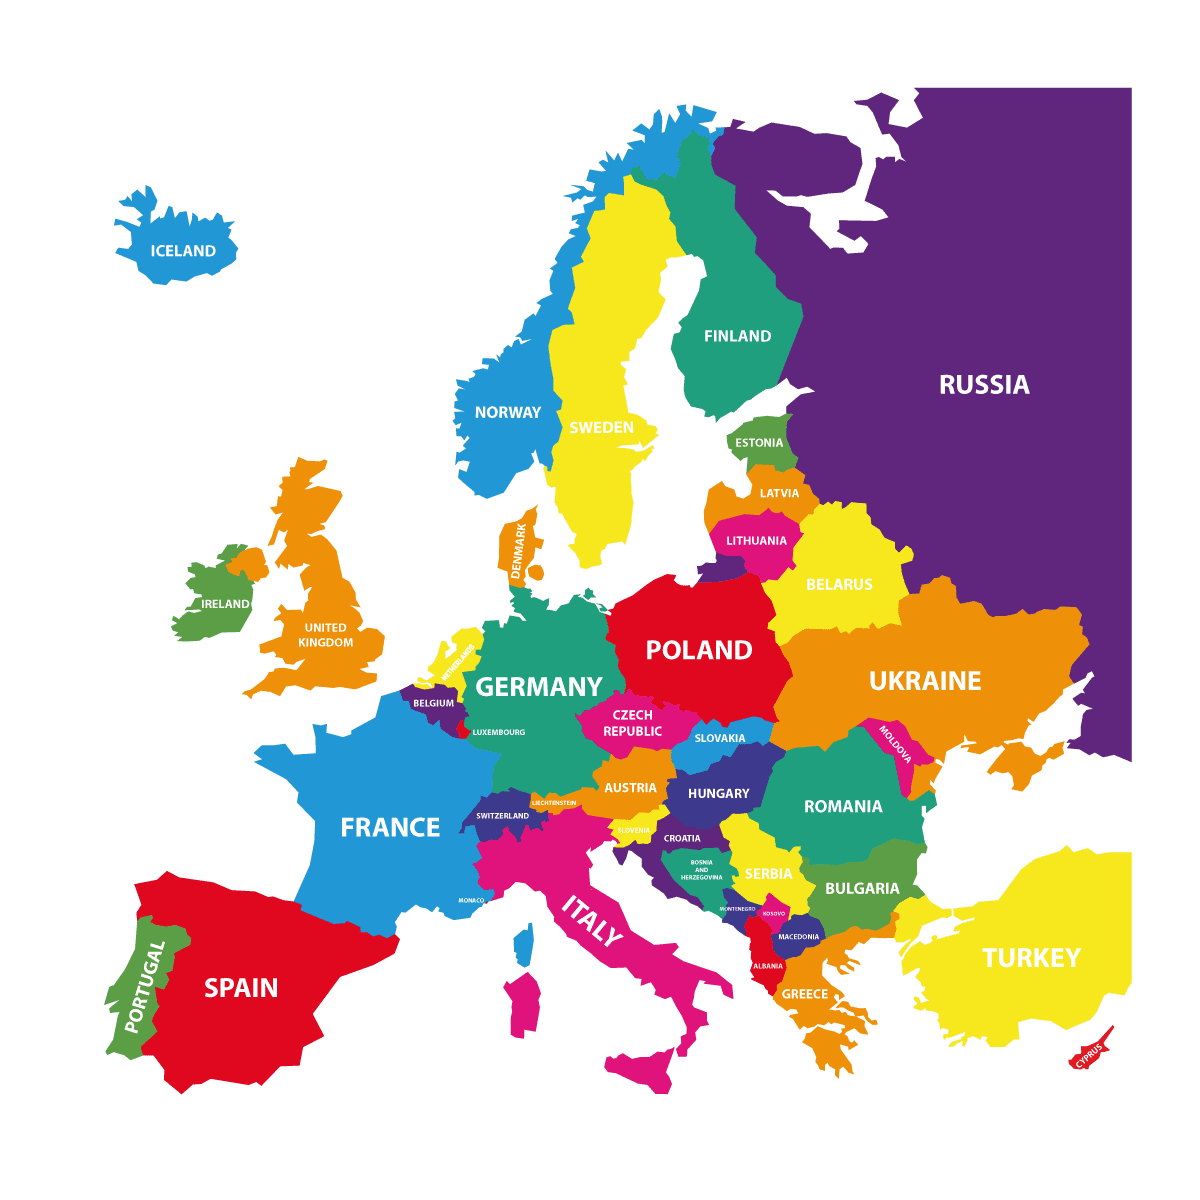 ICELAND
RUSSIA
FINLAND
NORWAY
SWEDEN
ESTONIA
LATVIA
LITHUANIA
DENMARK
BELARUS
IRELAND
UNITED
KINGDOM
POLAND
NETHERLANDS
GERMANY
UKRAINE
BELGIUM
LUXEMBOURG
CZECH
REPUBLIC
SLOVAKIA
MOLDOVA
AUSTRIA
HUNGARY
LIECHTENSTEIN
ROMANIA
SWITZERLAND
FRANCE
SLOVENIA
CROATIA
BOSNIA
AND
HERZEGOVINA
SERBIA
BULGARIA
MONACO
MONTENEGRO
KOSOVO
ITALY
MACEDONIA
TURKEY
ALBANIA
PORTUGAL
SPAIN
GREECE
CYPRUS